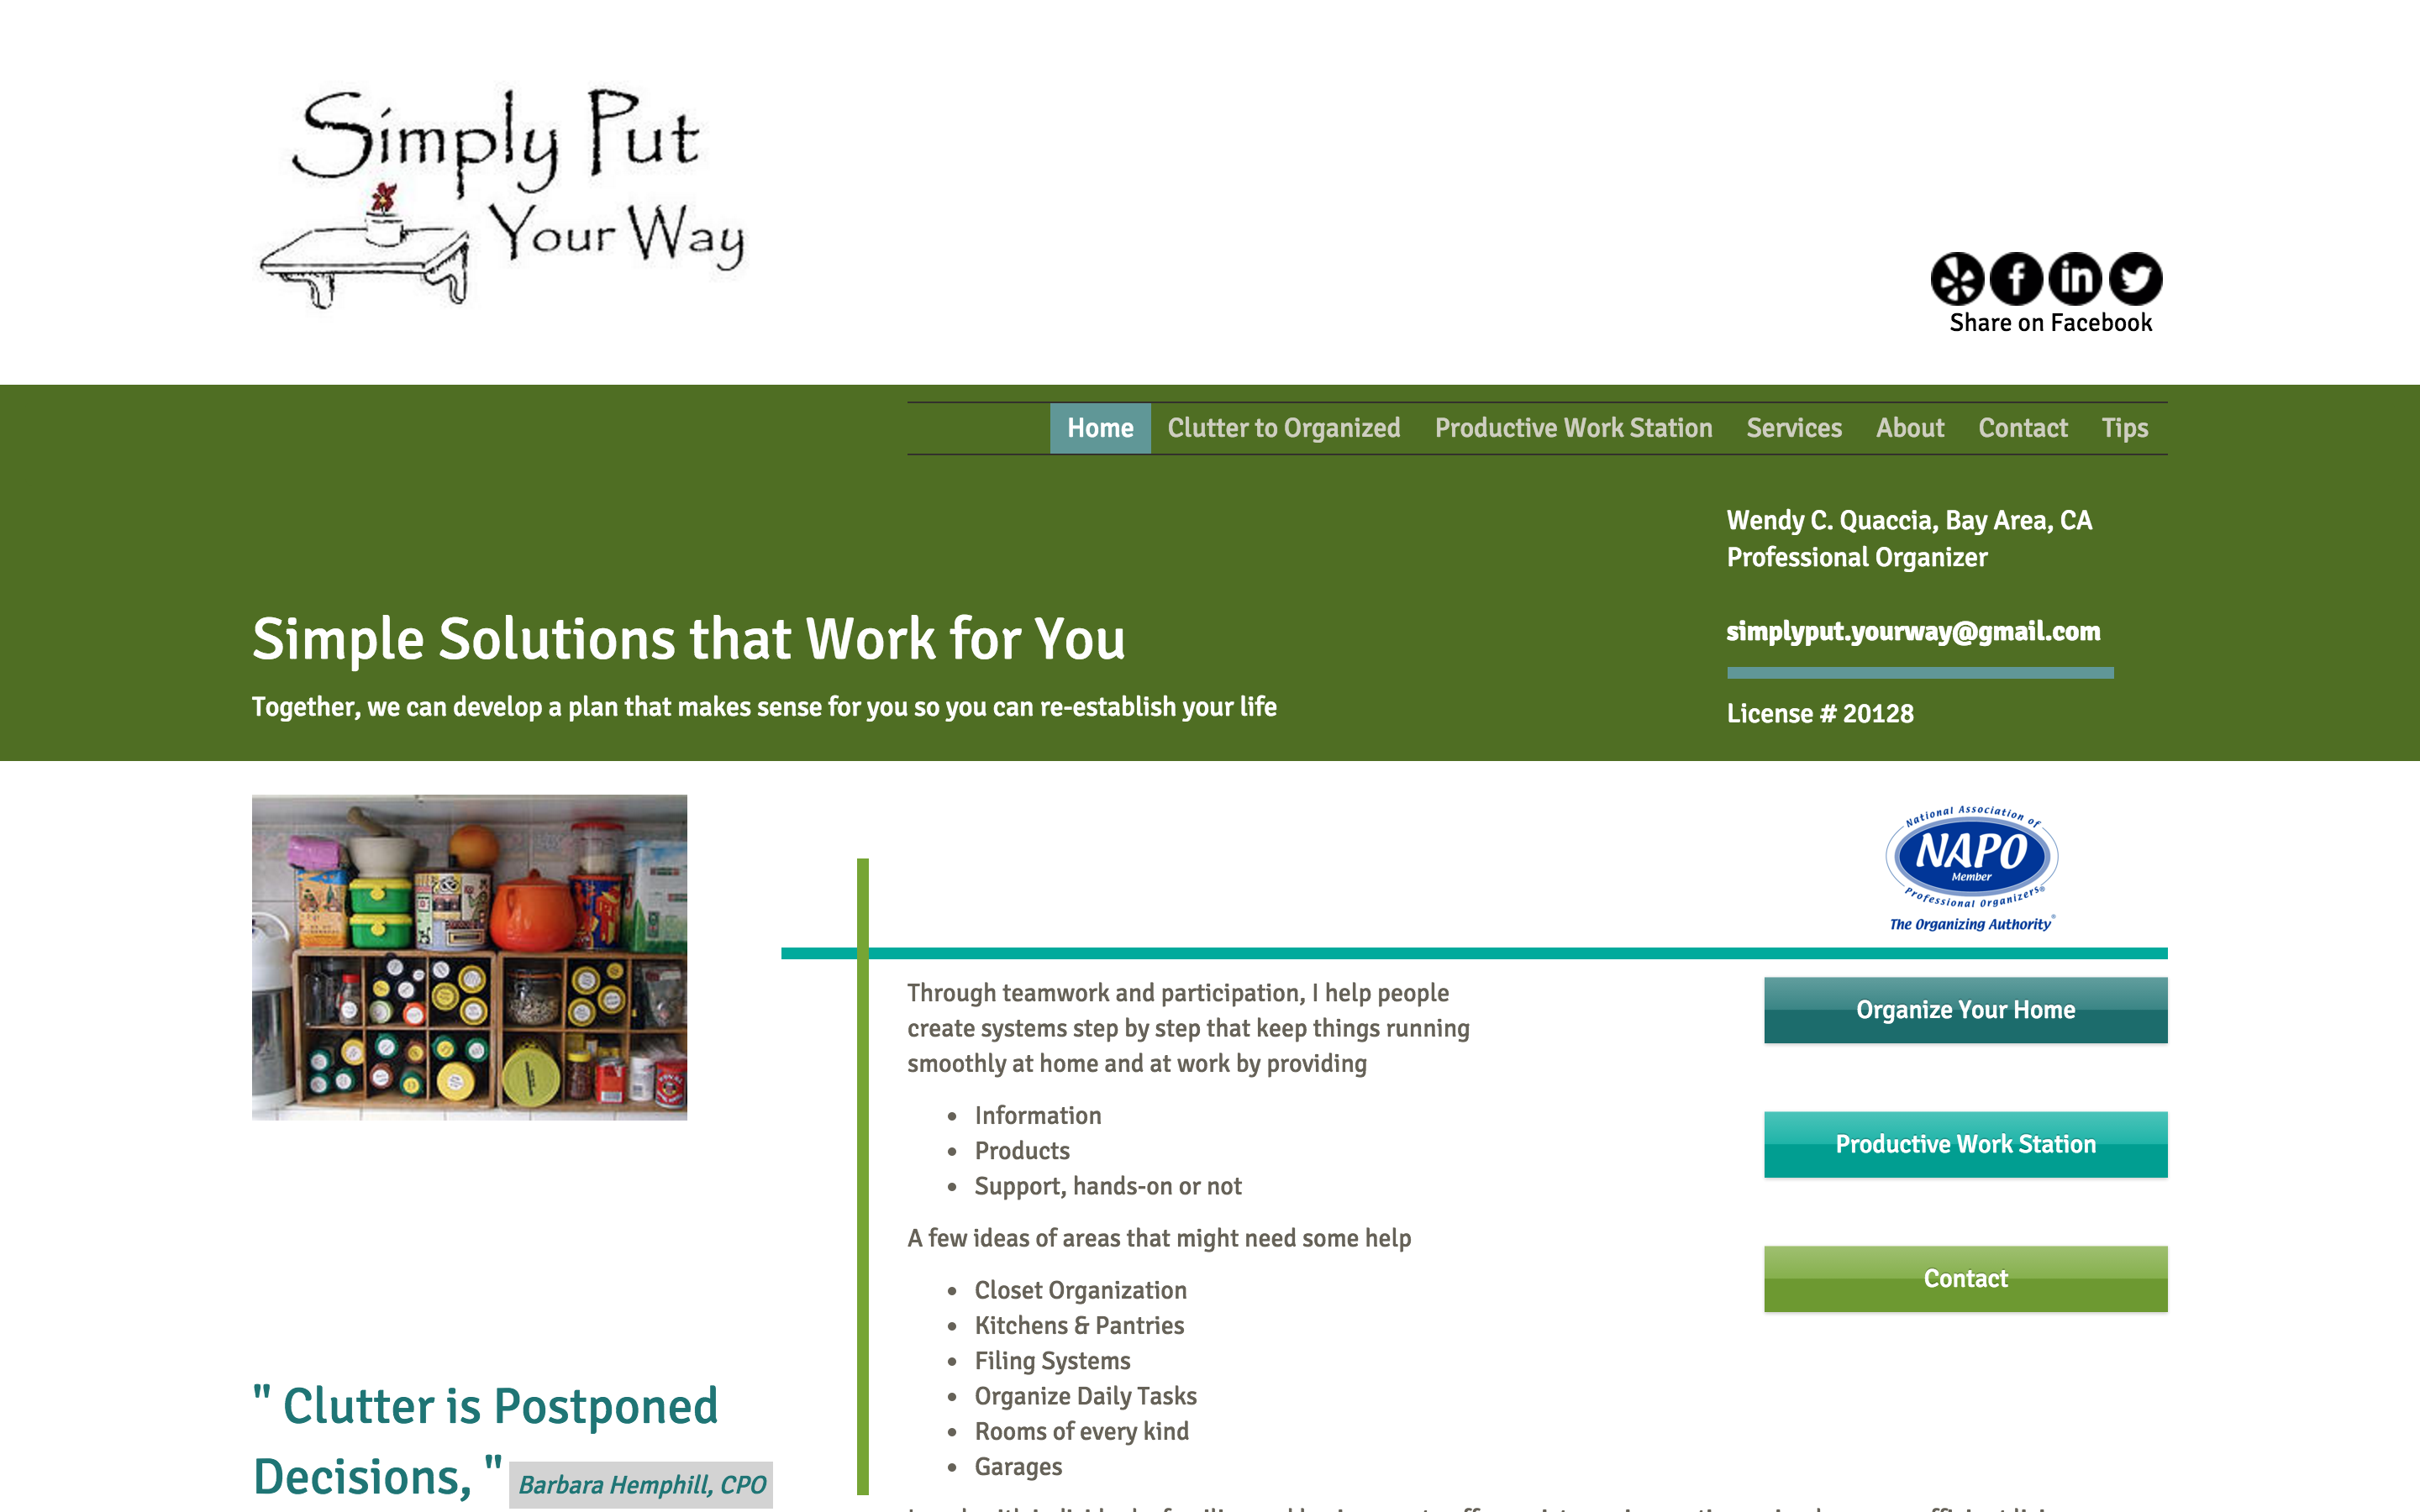 Simply Put
Your Way
Share on Facebook
Home Clutter to Organized Productive Work Station Services About Contact Tips
Wendy C. Quaccia, Bay Area, CA
Professional Organizer
simplyput.yourway@gmail.com
License # 20128
Simple Solutions that Work for You
Together, we can develop a plan that makes sense for you so you can re-establish your life
National Association of
NAPO
Member
Professional Organizers®
The Organizing Authority®
Through teamwork and participation, I help people
create systems step by step that keep things running
smoothly at home and at work by providing
• Information
• Products
• Support, hands-on or not
A few ideas of areas that might need some help
• Closet Organization
• Kitchens & Pantries
• Filing Systems
• Organize Daily Tasks
• Rooms of every kind
• Garages
Organize Your Home
Productive Work Station
Contact
" Clutter is Postponed
Decisions, " Barbara Hemphill, CPO